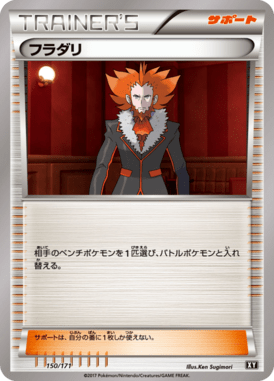 TRAINER'S
サポート
フラダリ
相手のベンチポケモンを1匹選び、バトルポケモンと入れ
替える。
サポートは、自分の番に1枚しか使えない。
150/171
Illus.Ken Sugimori
XY
©2017 Pokémon/Nintendo/Creatures/GAME FREAK.